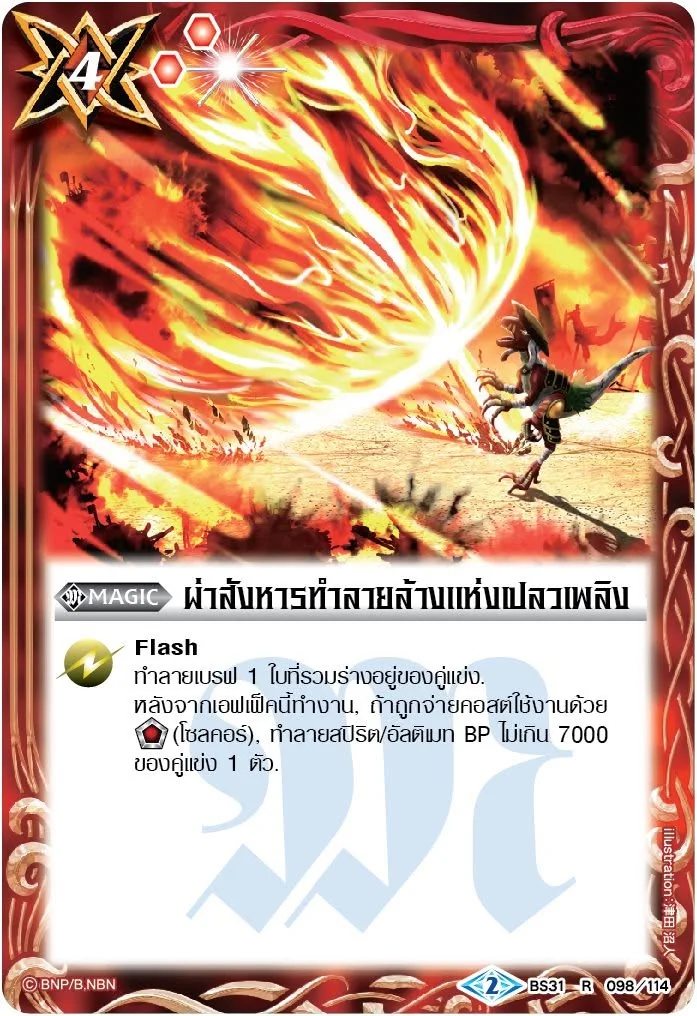 4
MAGIC ผ่าสังหารทำลายล้างแห่งเปลวเพลิง
Flash
ทำลายเบรฟ 1 ใบที่รวมร่างอยู่ของคู่แข่ง.
หลังจากเอฟเฟ็คนี้ทำงาน, ถ้าถูกจ่ายคอสต์ใช้งานด้วย
(โซลคอร์), ทำลายสปิริต/อัลติเมท BP ไม่เกิน 7000
ของคู่แข่ง 1 ตัว.
illustration:津田 沼人
©BNP/B,NBN
2 BS31 R 098/114